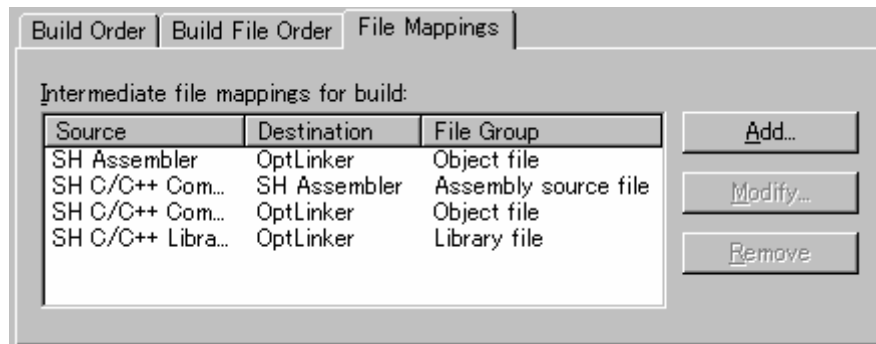 Build Order Build File Order File Mappings
Intermediate file mappings for build:
Source Destination File Group
SH Assembler OptLinker Object file
SH C/C++ Com... SH Assembler Assembly source file
SH C/C++ Com... OptLinker Object file
SH C/C++ Libra... OptLinker Library file
Add...
Modify...
Remove